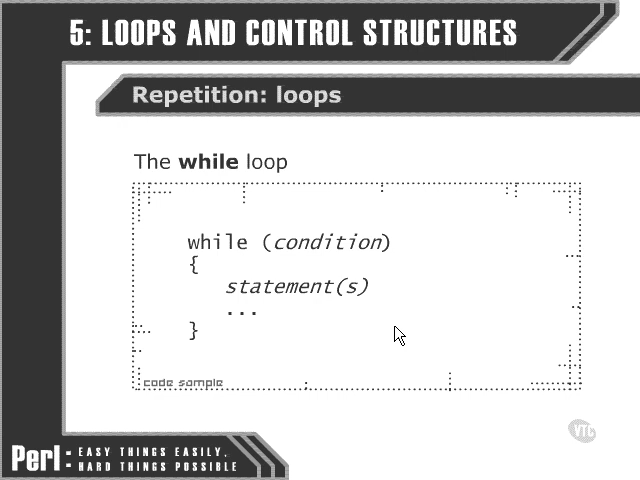 5: LOOPS AND CONTROL STRUCTURES
Repetition: loops
The while loop
while (condition)
{
statement(s)
...
}
code sample
VTC
Perl: EASY THINGS EASILY,
HARD THINGS POSSIBLE